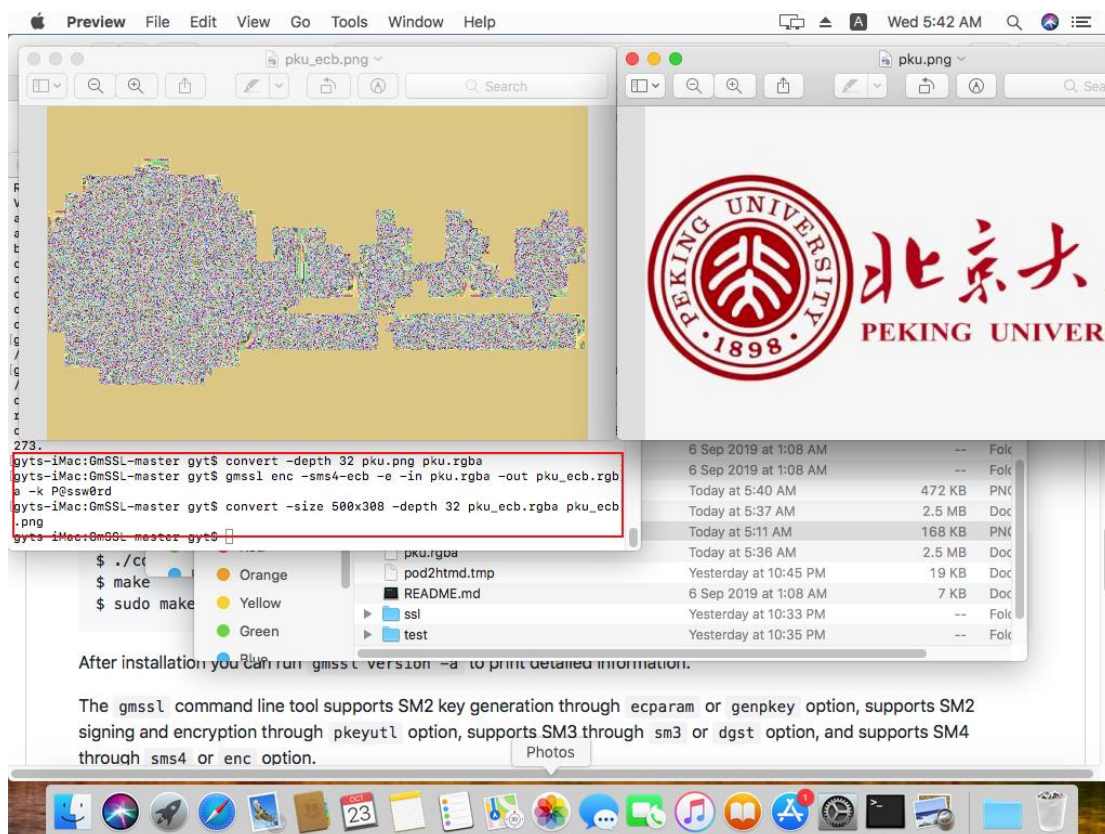 Preview File Edit View Go Tools Window Help A Wed 5:42 AM
pku_ecb.png
Search
pku.png
PEKING UNIVERSITY
·1898·
北京大
PEKING UNIVER
273.
gyts-iMac:GmSSL-master gyt$ convert -depth 32 pku.png pku.rgba
gyts-iMac:GmSSL-master gyt$ gmssl enc -sms4-ecb -e -in pku.rgba -out pku_ecb.rgb
a -k P@ssw0rd
gyts-iMac:GmSSL-master gyt$ convert -size 500x308 -depth 32 pku_ecb.rgba pku_ecb
.png
gyts-iMac:GmSSL-master gyt$
6 Sep 2019 at 1:08 AM --
6 Sep 2019 at 1:08 AM --
Today at 5:40 AM 472 KB
Today at 5:37 AM 2.5 MB
Today at 5:11 AM 168 KB
pku.rgba Today at 5:36 AM 2.5 MB
pod2htmd.tmp Yesterday at 10:45 PM 19 KB
README.md 6 Sep 2019 at 1:08 AM 7 KB
ssl Yesterday at 10:33 PM --
test Yesterday at 10:35 PM --
Orange
Yellow
Green
Blue
$ make
$ sudo make
After installation you can run gmssl version -a to print detailed information.
The gmssl command line tool supports SM2 key generation through ecparam or genpkey option, supports SM2
signing and encryption through pkeyutl option, supports SM3 through sm3 or dgst option, and supports SM4
through sms4 or enc option.
Photos
OCT
23
1